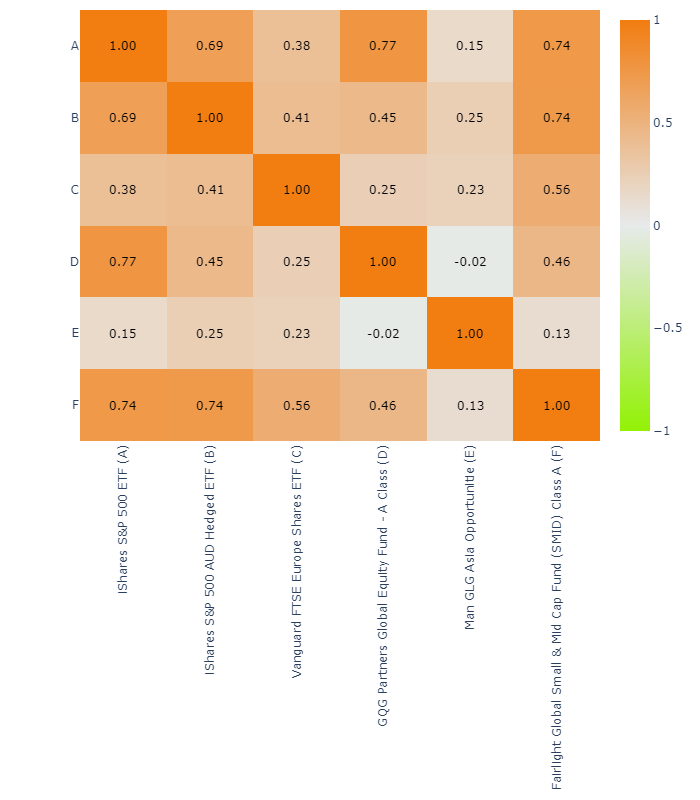 A 1.00 0.69 0.38 0.77 0.15 0.74
B 0.69 1.00 0.41 0.45 0.25 0.74
C 0.38 0.41 1.00 0.25 0.23 0.56
D 0.77 0.45 0.25 1.00 -0.02 0.46
E 0.15 0.25 0.23 -0.02 1.00 0.13
F 0.74 0.74 0.56 0.46 0.13 1.00
IShares S&P 500 ETF (A)
IShares S&P 500 AUD Hedged ETF (B)
Vanguard FTSE Europe Shares ETF (C)
GQG Partners Global Equity Fund - A Class (D)
Man GLG Asia Opportunitie (E)
Fairlight Global Small & Mid Cap Fund (SMID) Class A (F)
1
0.5
0
−0.5
−1